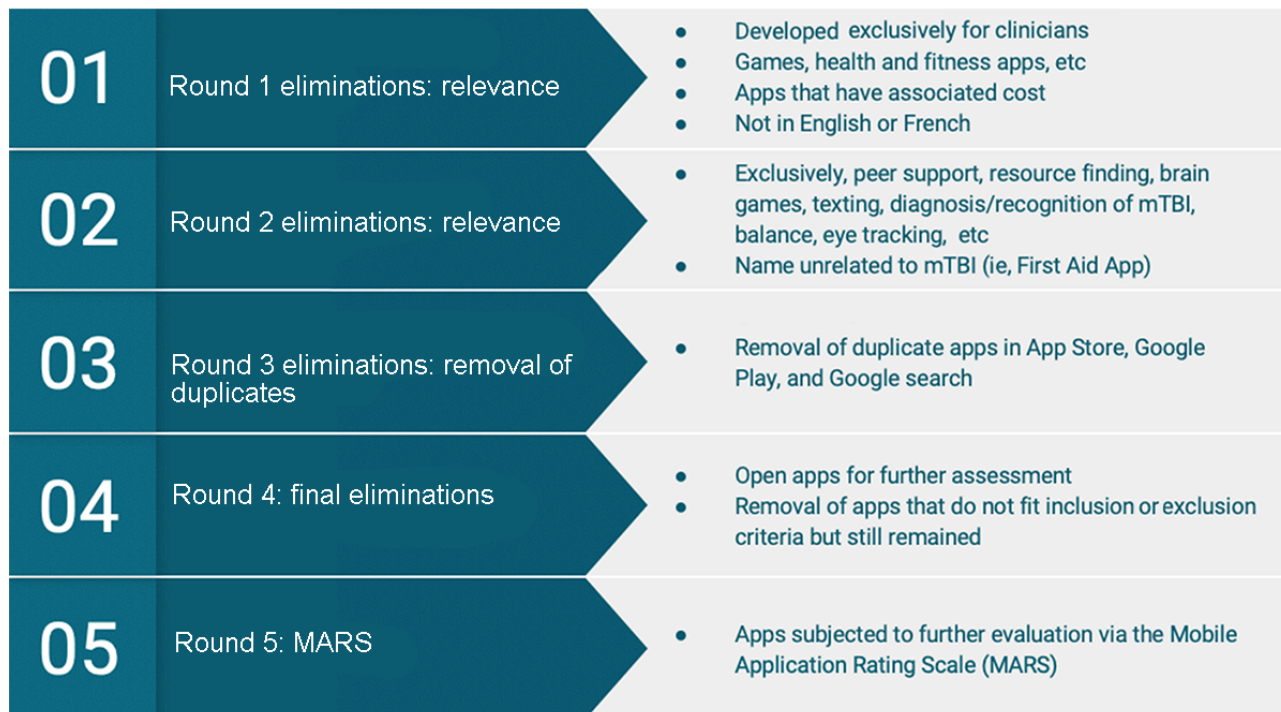 01
Round 1 eliminations: relevance
● Developed exclusively for clinicians
● Games, health and fitness apps, etc
● Apps that have associated cost
● Not in English or French
02
Round 2 eliminations: relevance
● Exclusively, peer support, resource finding, brain
games, texting, diagnosis/recognition of mTBI,
balance, eye tracking, etc
● Name unrelated to mTBI (ie, First Aid App)
03
Round 3 eliminations: removal of
duplicates
● Removal of duplicate apps in App Store, Google
Play, and Google search
04
Round 4: final eliminations
● Open apps for further assessment
● Removal of apps that do not fit inclusion or exclusion
criteria but still remained
05
Round 5: MARS
● Apps subjected to further evaluation via the Mobile
Application Rating Scale (MARS)